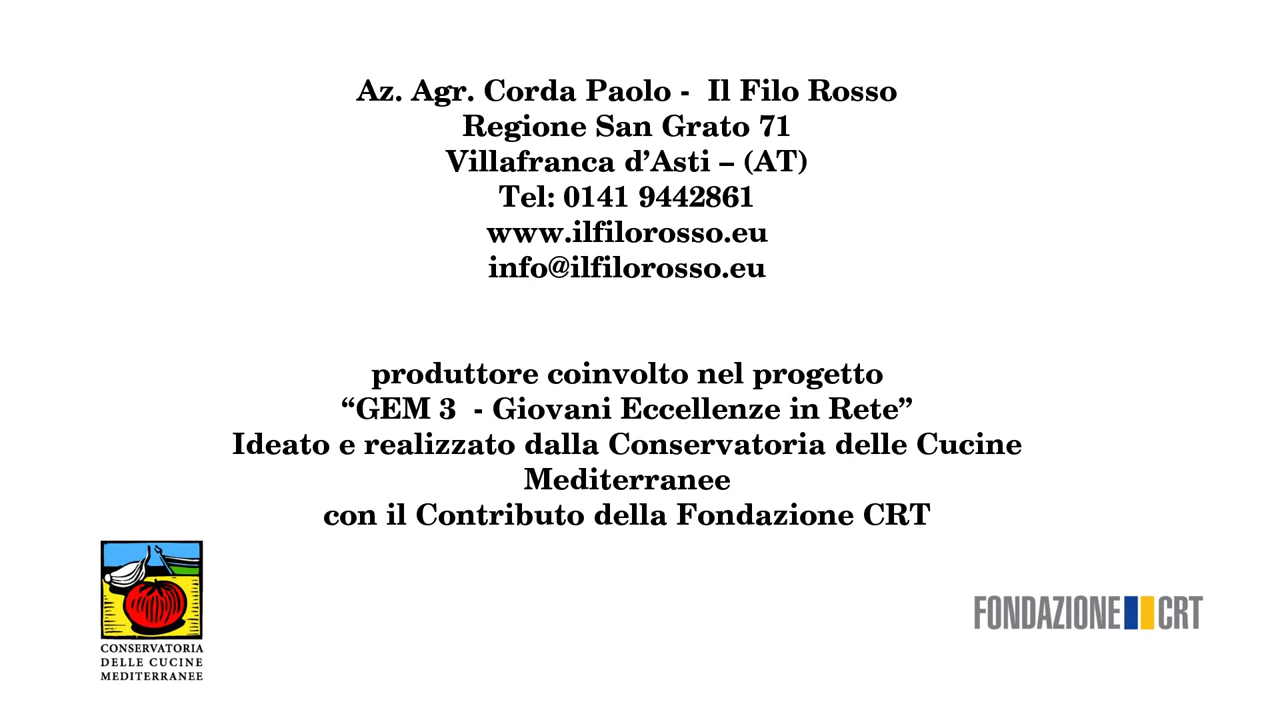 Az. Agr. Corda Paolo -  Il Filo Rosso
Regione San Grato 71
Villafranca d’Asti – (AT)
Tel: 0141 9442861
www.ilfilorosso.eu
info@ilfilorosso.eu
produttore coinvolto nel progetto
“GEM 3  - Giovani Eccellenze in Rete”
Ideato e realizzato dalla Conservatoria delle Cucine
Mediterranee
con il Contributo della Fondazione CRT
CONSERVATORIA
DELLE CUCINE
MEDITERRANEE
FONDAZIONE CRT